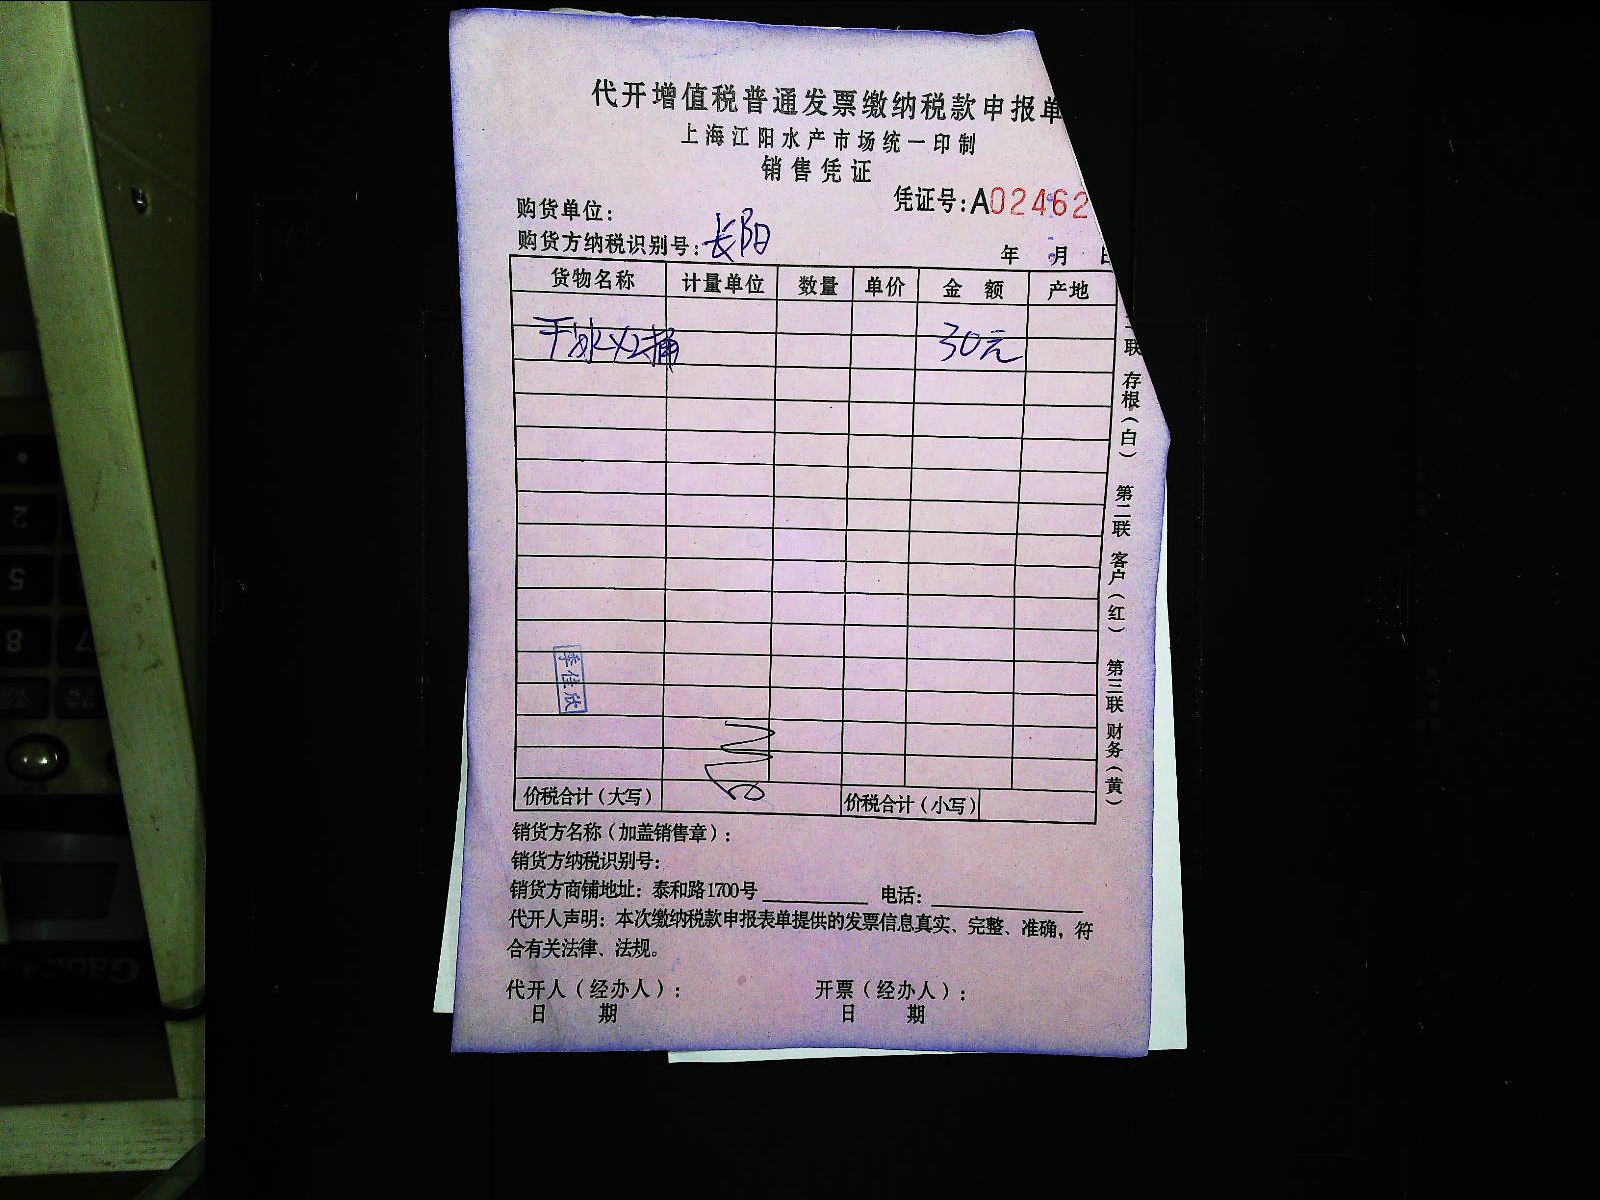 代开增值税普通发票缴纳税款申报单
上海江阳水产市场统一印制
销售凭证
凭证号:A02462
购货单位:
购货方纳税识别号: 长阳
年 月 日
货物名称 计量单位 数量 单价 金 额 产地
干冰 30元
价税合计(大写) 价税合计(小写)
李佳欣
联 存根(白) 第二联 客户(红) 第三联 财务(黄)
销货方名称(加盖销售章):
销货方纳税识别号:
销货方商铺地址: 泰和路1700号 电话:
代开人声明: 本次缴纳税款申报表单提供的发票信息真实、完整、准确, 符
合有关法律、法规。
代开人(经办人): 开票(经办人):
日 期 日 期
2
5
8
7